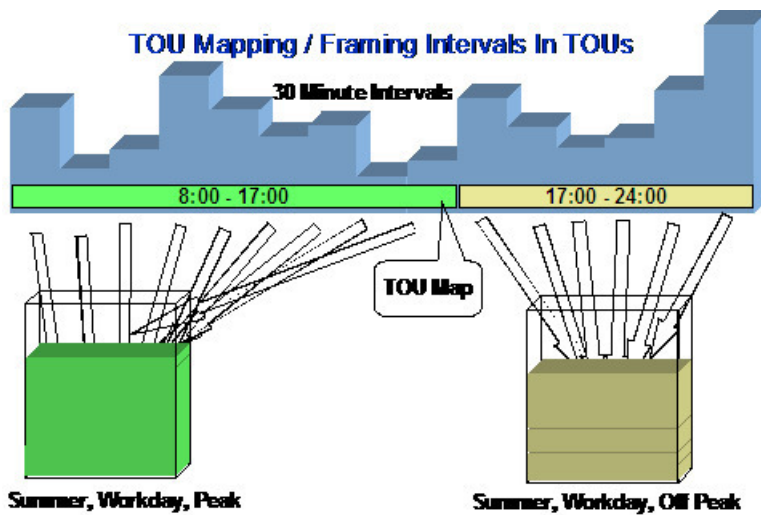 TOU Mapping / Framing Intervals In TOUs
30 Minute Intervals
8:00 - 17:00
17:00 - 24:00
TOU Map
Summer, Workday, Peak
Summer, Workday, Off Peak